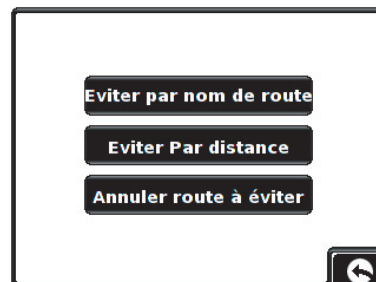 Eviter par nom de route
Eviter Par distance
Annuler route à éviter